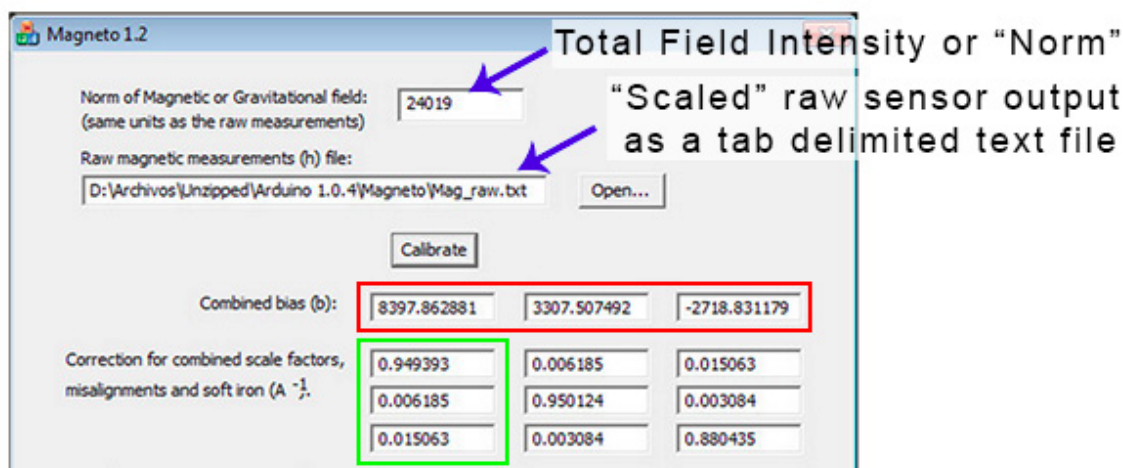 Magneto 1.2
Total Field Intensity or “Norm”
Norm of Magnetic or Gravitational field:
(same units as the raw measurements)
24019
“Scaled” raw sensor output
as a tab delimited text file
Raw magnetic measurements (h) file:
D:\Archivos\Unzipped\Arduino 1.0.4\Magneto\Mag_raw.txt
Open...
Calibrate
Combined bias (b): 8397.862881 3307.507492 -2718.831179
Correction for combined scale factors,
misalignments and soft iron (A -1).
0.949393 0.006185 0.015063
0.006185 0.950124 0.003084
0.015063 0.003084 0.880435